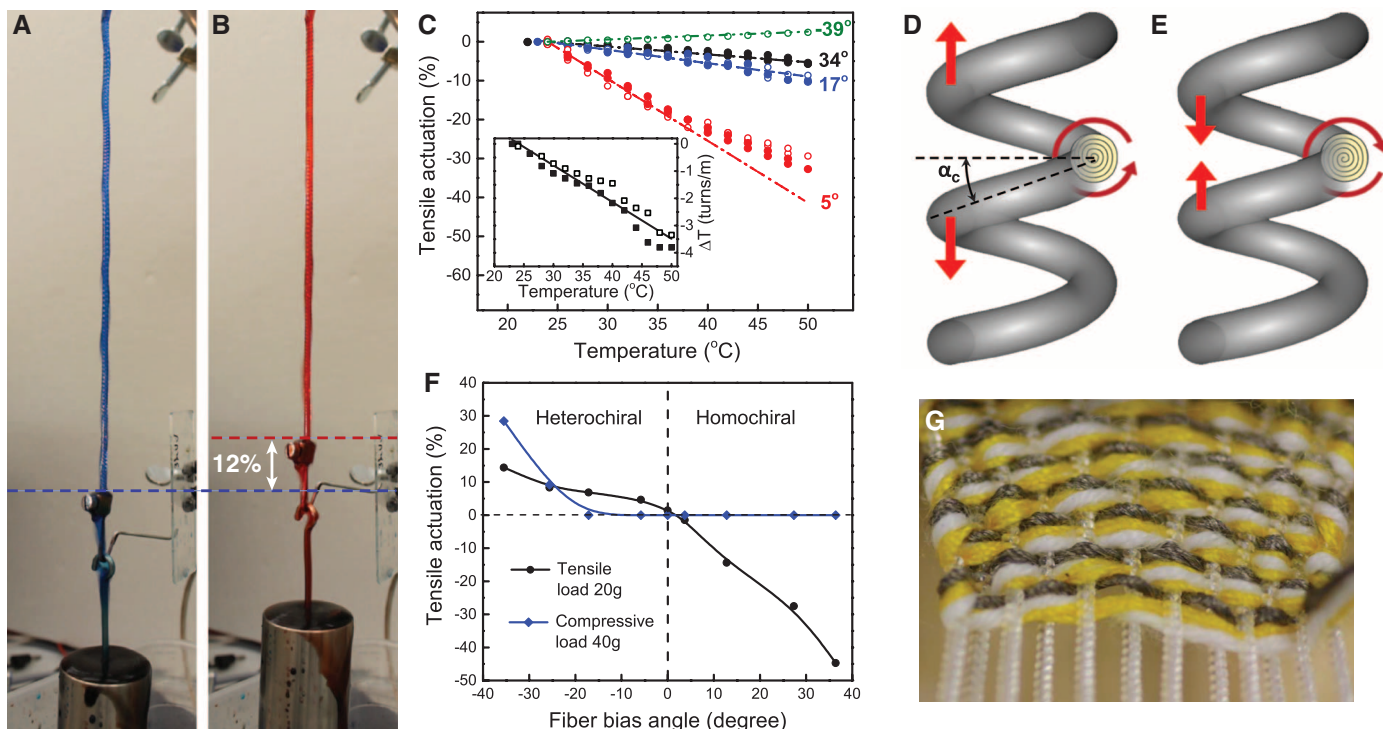 A
B
12%
C
Tensile actuation (%)
0
-10
-20
-30
-40
-50
-60
20
25
30
35
40
45
50
Temperature (°C)
-39°
34°
17°
5°
0
-1
-2
-3
-4
ΔT (turns/m)
20
25
30
35
40
45
50
Temperature (°C)
D
αc
E
F
Tensile actuation (%)
40
30
20
10
0
-10
-20
-30
-40
-50
Heterochiral
Homochiral
Tensile
load 20g
Compressive
load 40g
-40
-30
-20
-10
0
10
20
30
40
Fiber bias angle (degree)
G